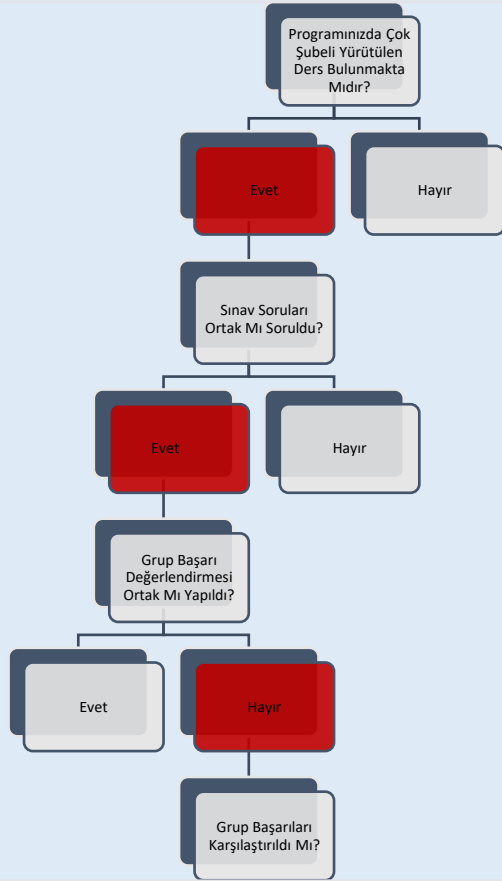 Programınızda Çok
Şubeli Yürütülen
Ders Bulunmakta
Mıdır?
Evet
Hayır
Sınav Soruları
Ortak Mı Soruldu?
Evet
Hayır
Grup Başarı
Değerlendirmesi
Ortak Mı Yapıldı?
Evet
Hayır
Grup Başarıları
Karşılaştırıldı Mı?